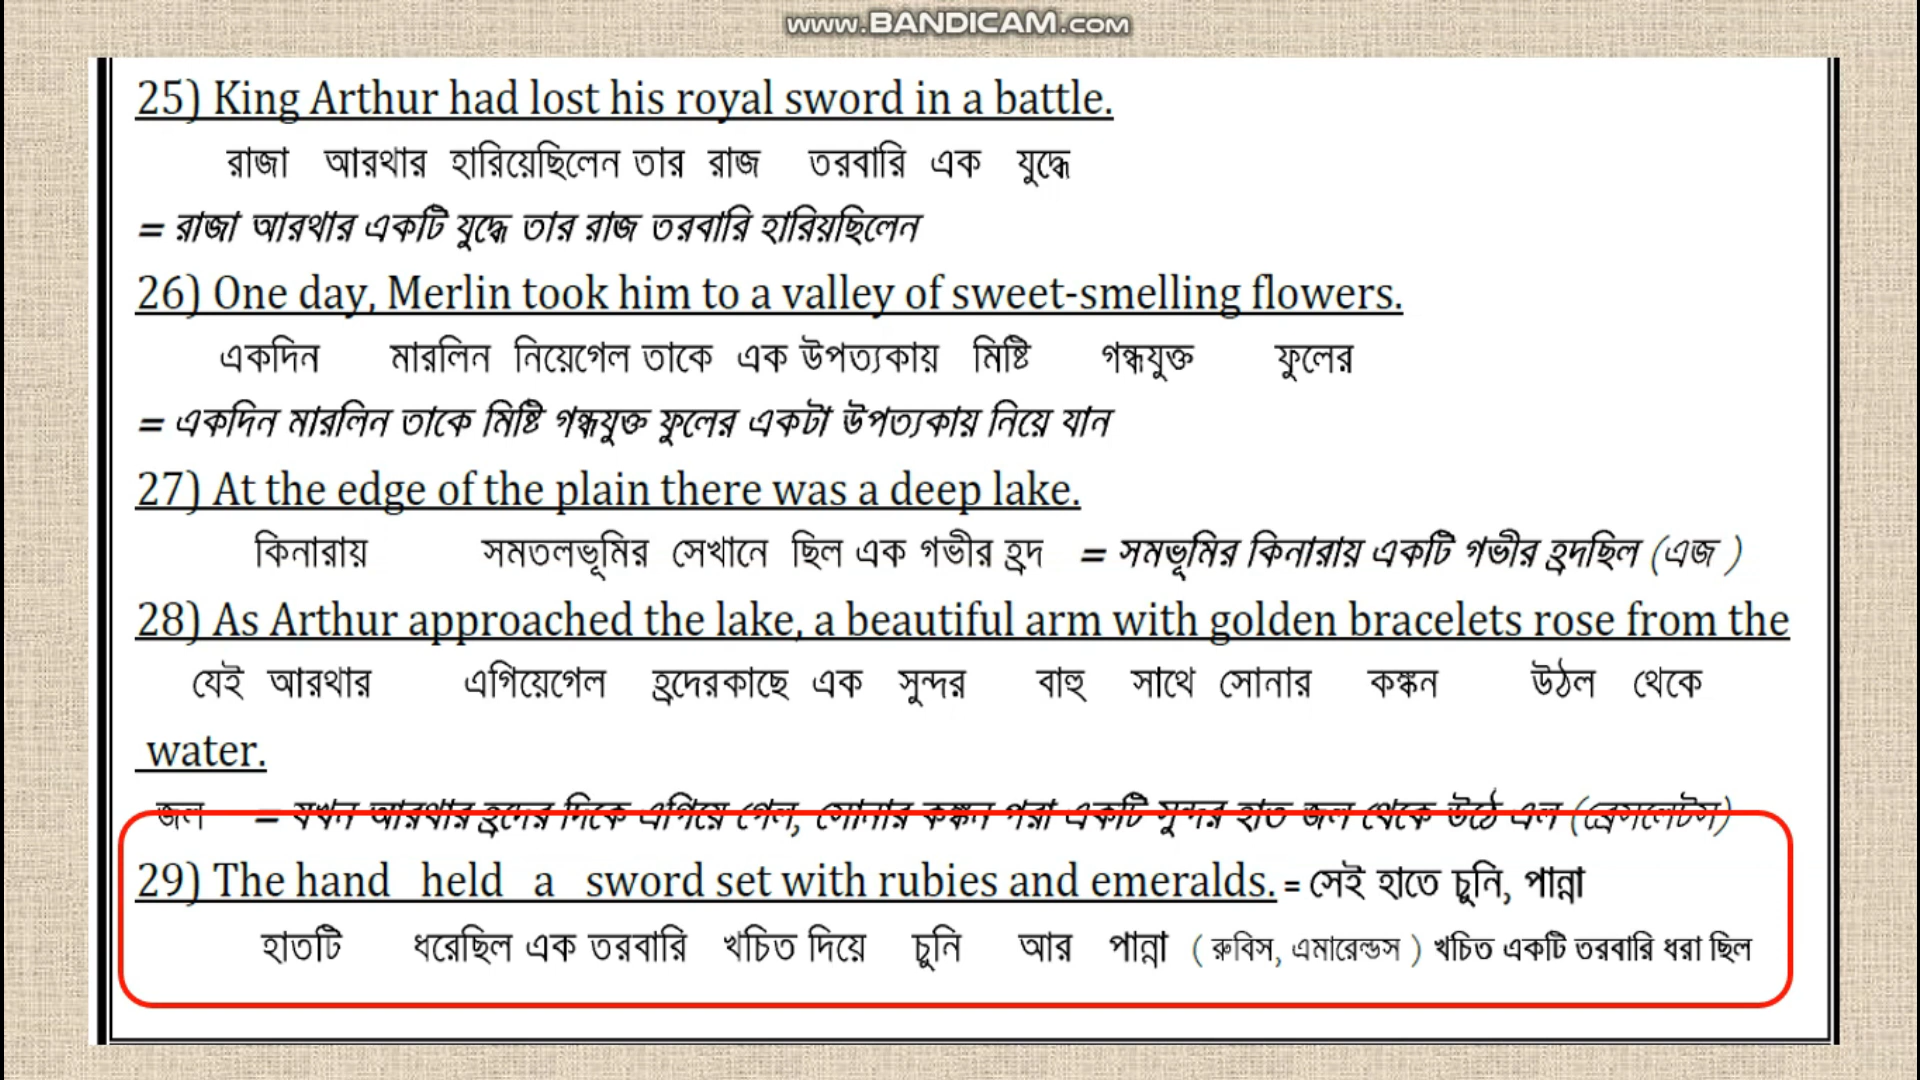 www.BANDICAM.com
25) King Arthur had lost his royal sword in a battle.
রাজা আরথার হারিয়েছিলেন তার রাজ তরবারি এক যুদ্ধে
= রাজা আরথার একটি যুদ্ধে তার রাজ তরবারি হারিয়ছিলেন
26) One day, Merlin took him to a valley of sweet-smelling flowers.
একদিন মারলিন নিয়েগেল তাকে এক উপত্যকায় মিষ্টি গন্ধযুক্ত ফুলের
= একদিন মারলিন তাকে মিষ্টি গন্ধযুক্ত ফুলের একটা উপত্যকায় নিয়ে যান
27) At the edge of the plain there was a deep lake.
কিনারায় সমতলভূমির সেখানে ছিল এক গভীর হ্রদ = সমভূমির কিনারায় একটি গভীর হ্রদছিল (এজ )
28) As Arthur approached the lake, a beautiful arm with golden bracelets rose from the
যেই আরথার এগিয়েগেল হ্রদেরকাছে এক সুন্দর বাহু সাথে সোনার কঙ্কন উঠল থেকে
water.
জল = যখন আরথার হ্রদের দিকে এগিয়ে গেল, সোনার কঙ্কন পরা একটি সুন্দর হাত জল থেকে উঠে এল (ব্রেসলেটস)
29) The hand held a sword set with rubies and emeralds. = সেই হাতে চুনি, পান্না
হাতটি ধরেছিল এক তরবারি খচিত দিয়ে চুনি আর পান্না ( রুবিস, এমারেল্ডস ) খচিত একটি তরবারি ধরা ছিল